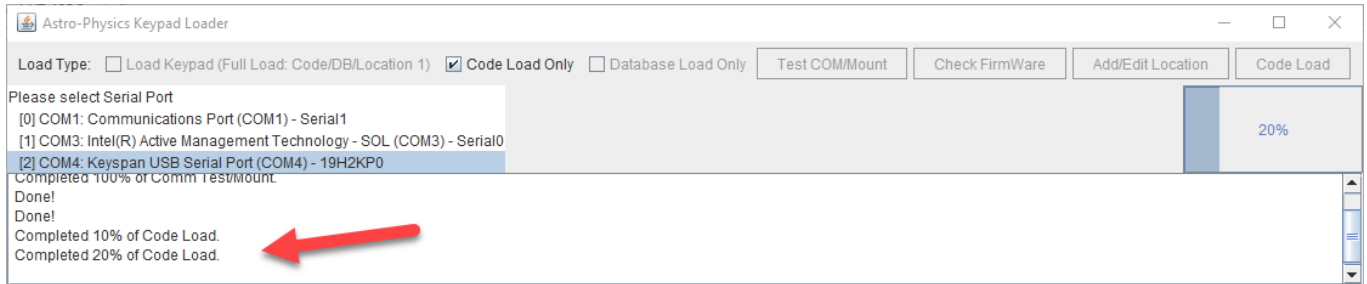 Astro-Physics Keypad Loader
Load Type: Load Keypad (Full Load: Code/DB/Location 1) Code Load Only Database Load Only Test COM/Mount Check FirmWare Add/Edit Location Code Load
Please select Serial Port
[0] COM1: Communications Port (COM1) - Serial1
[1] COM3: Intel(R) Active Management Technology - SOL (COM3) - Serial0
20%
[2] COM4: Keyspan USB Serial Port (COM4) - 19H2KP0
Completed 100% of Comm Test/Mount.
Done!
Done!
Completed 10% of Code Load.
Completed 20% of Code Load.